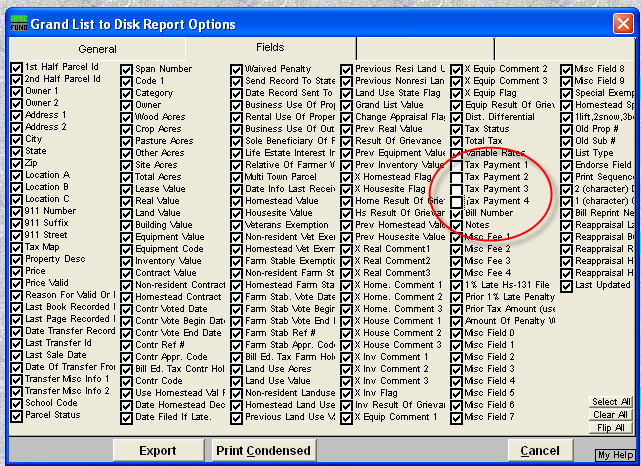 FUND Grand List to Disk Report Options
General
Fields
1st Half Parcel Id
2nd Half Parcel Id
Owner 1
Owner 2
Address 1
Address 2
City
State
Zip
Location A
Location B
Location C
911 Number
911 Suffix
911 Street
Tax Map
Property Desc
Price
Price Valid
Reason For Valid Or I
Last Book Recorded I
Last Page Recorded I
Date Transfer Record
Last Transfer Id
Last Sale Date
Date Of Transfer Fror
Transfer Misc Info 1
Transfer Misc Info 2
School Code
Parcel Status
Span Number
Code 1
Category
Owner
Wood Acres
Crop Acres
Pasture Acres
Other Acres
Site Acres
Total Acres
Lease Value
Real Value
Land Value
Building Value
Equipment Value
Equipment Code
Inventory Value
Contract Value
Non-resident Contract
Homestead Contract
Contr Voted Date
Contr Vote Begin Dat
Contr Vote End Date
Contr Ref #
Contr Appr. Code
Bill Ed. Tax Contr Hol
Contr Code
Use Homestead Val F
Date Homestead Dec
Date Filed If Late.
Waived Penalty
Send Record To State
Date Record Sent To
Business Use Of Prop
Rental Use Of Proper
Business Use Of Out
Sole Beneficiary Of F
Life Estate Interest Ir
Relative Of Farmer W
Multi Town Parcel
Date Info Last Receiv
Homestead Value
Housesite Value
Veterans Exemption
Non-resident Vet Exer
Homestead Vet Exem
Farm Stable Exemptio
Non-resident Farm St
Homestead Farm Stab
Farm Stab. Vote Date
Farm Stab Vote End I
Farm Stab Ref #
Farm Stab Appr. Code
Bill Ed. Tax Farm Hol
Land Use Acres
Land Use Value
Non-resident Landuse
Homestead Land Use
Previous Land Use V
Previous Resi Land U
Previous Nonresi Lan
Land Use State Flag
Grand List Value
Change Appraisal Flag
Prev Real Value
Result Of Grievance
Prev Equipment Value
Prev Inventory Value
X Homestead Flag
X Housesite Flag
Home Result Of Grie
Hs Result Of Grievar
Prev Homestead Valu
Prev Housesite Value
X Real Comment1
X Real Comment2
X Real Comment3
X Home. Comment 1
X Home. Comment 2
X Home. Comment 3
X House Comment 1
X House Comment 2
X House Comment 3
X Inv Comment 1
X Inv Comment 2
X Inv Comment 3
X Inv Flag
Inv Result Of Grievar
X Equip Comment 1
X Equip Comment 2
X Equip Comment 3
X Equip Flag
Equip Result Of Griev
Dist. Differential
Tax Status
Total Tax
Variable Rates
Tax Payment 1
Tax Payment 2
Tax Payment 3
Tax Payment 4
Bill Number
Notes
Misc Fee 1
Misc Fee 2
Misc Fee 3
Misc Fee 4
1% Late Hs-131 File
Prior 1% Late Penalty
Prior Tax Amount (use
Amount Of Penalty W
Misc Field 0
Misc Field 1
Misc Field 2
Misc Field 3
Misc Field 4
Misc Field 5
Misc Field 6
Misc Field 7
Misc Field 8
Misc Field 9
Special Exemp
Homestead Sp
1lift,2snow,3b
Old Prop #
Old Sub #
List Type
Endorse Field
Print Sequenc
2 (character) D
1 (character) C
Bill Reprint Ne
Reappraisal L
Reappraisal B
Reappraisal R
Reappraisal H
Reappraisal H
Last Updated
Select All
Clear All
Flip All
Export
Print Condensed
Cancel
My Help